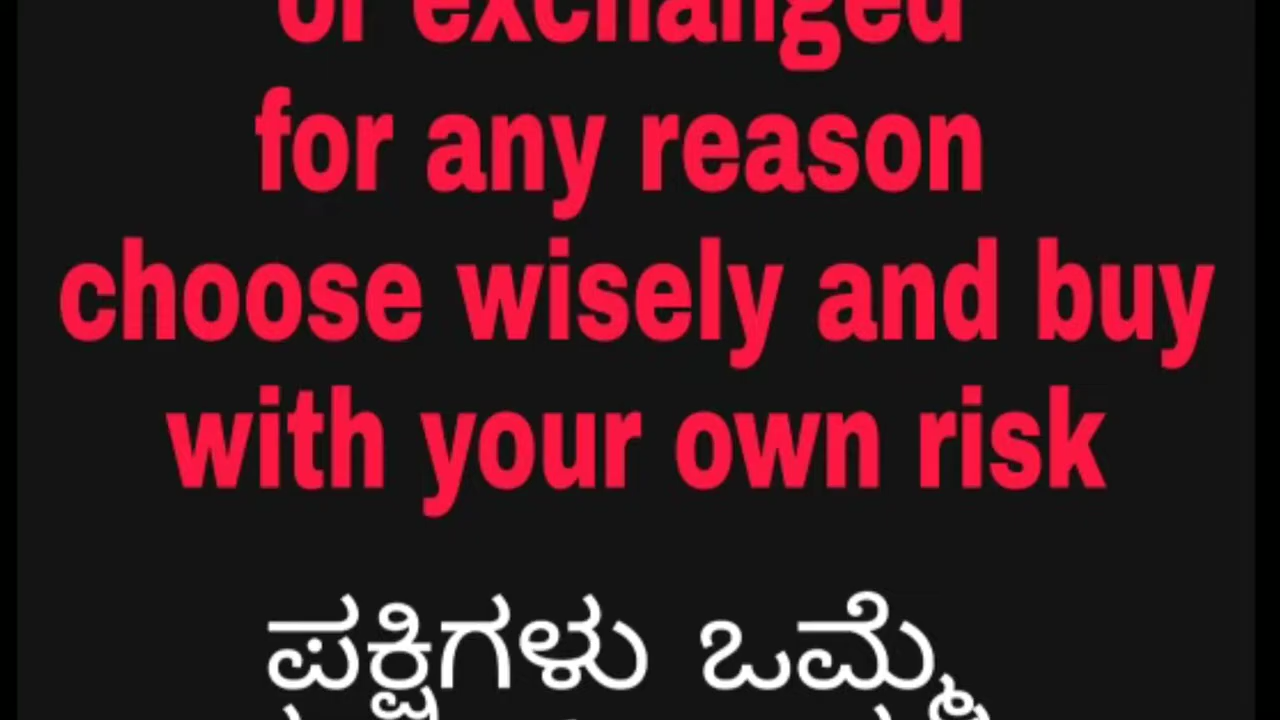 or exchanged
for any reason
choose wisely and buy
with your own risk
ಪಕ್ಷಿಗಳು ಒಮ್ಮೆ